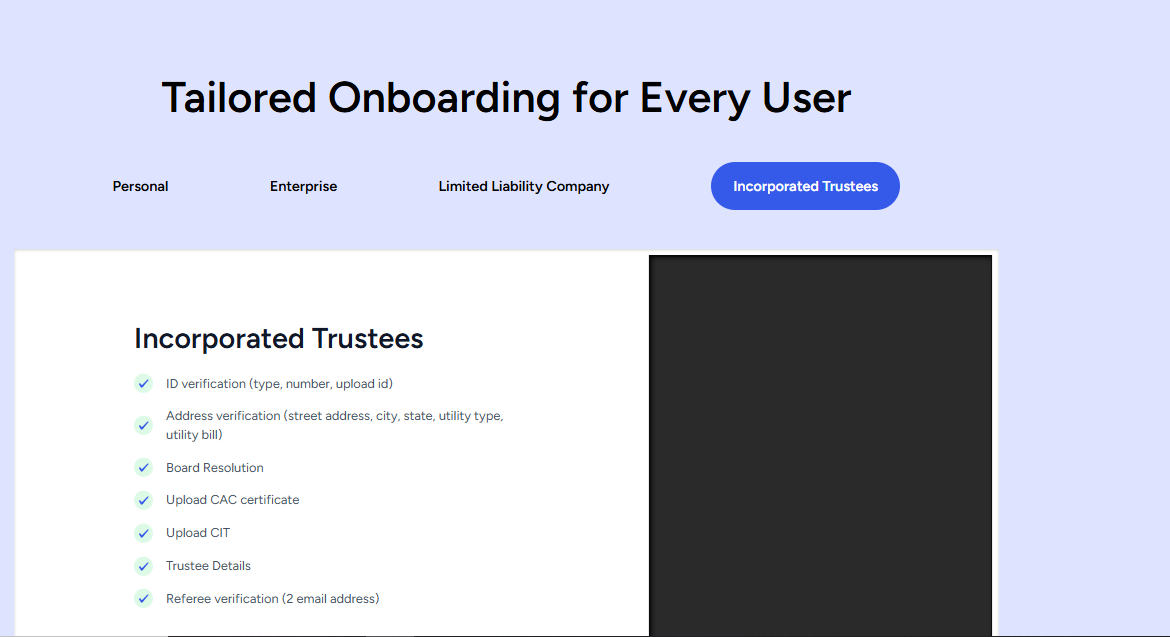 Tailored Onboarding for Every User
Personal
Enterprise
Limited Liability Company
Incorporated Trustees
Incorporated Trustees
ID verification (type, number, upload id)
Address verification (street address, city, state, utility type,
utility bill)
Board Resolution
Upload CAC certificate
Upload CIT
Trustee Details
Referee verification (2 email address)